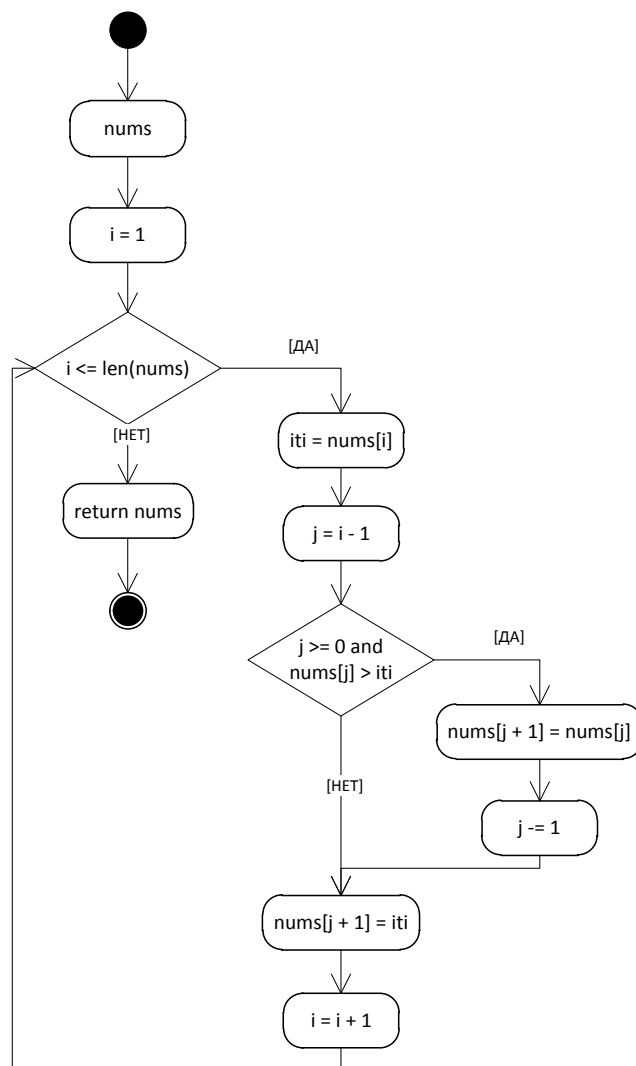 nums
i = 1
i <= len(nums)
[ДА]
[НЕТ]
iti = nums[i]
return nums
j = i - 1
j >= 0 and
nums[j] > iti
[ДА]
nums[j + 1] = nums[j]
[НЕТ]
j -= 1
nums[j + 1] = iti
i = i + 1